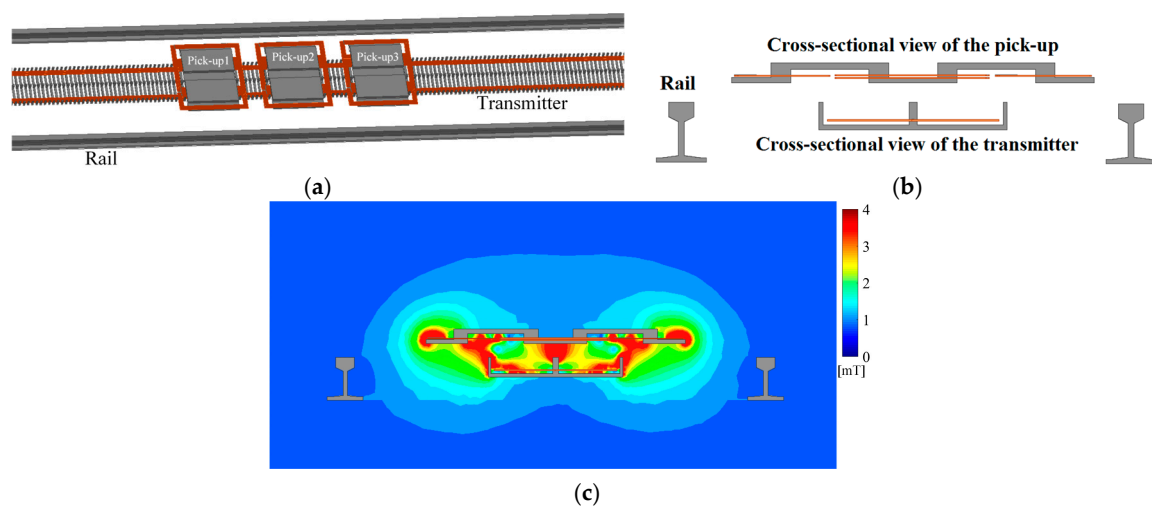 Pick-up1 Pick-up2 Pick-up3
Transmitter
Rail
(a)
Cross-sectional view of the pick-up
Rail
Cross-sectional view of the transmitter
(b)
4
3
2
1
0
[mT]
(c)